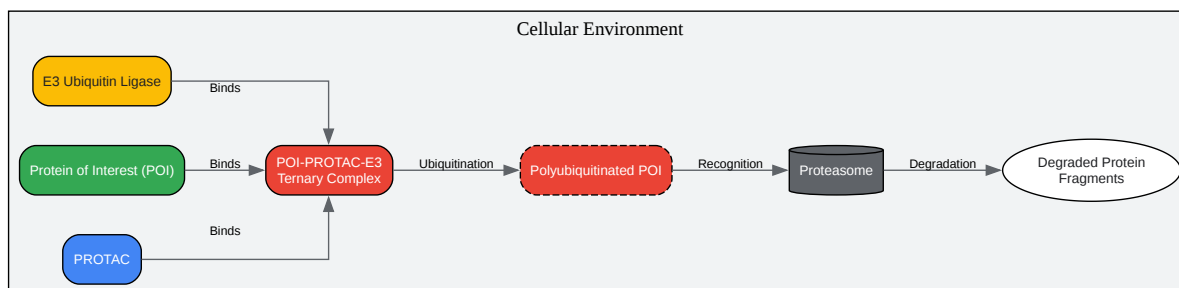 Cellular Environment
E3 Ubiquitin Ligase
Binds
Protein of Interest (POI)
Binds
POI-PROTAC-E3
Ternary Complex
Ubiquitination
Polyubiquitinated POI
Recognition
Proteasome
Degradation
Degraded Protein
Fragments
Binds
PROTAC